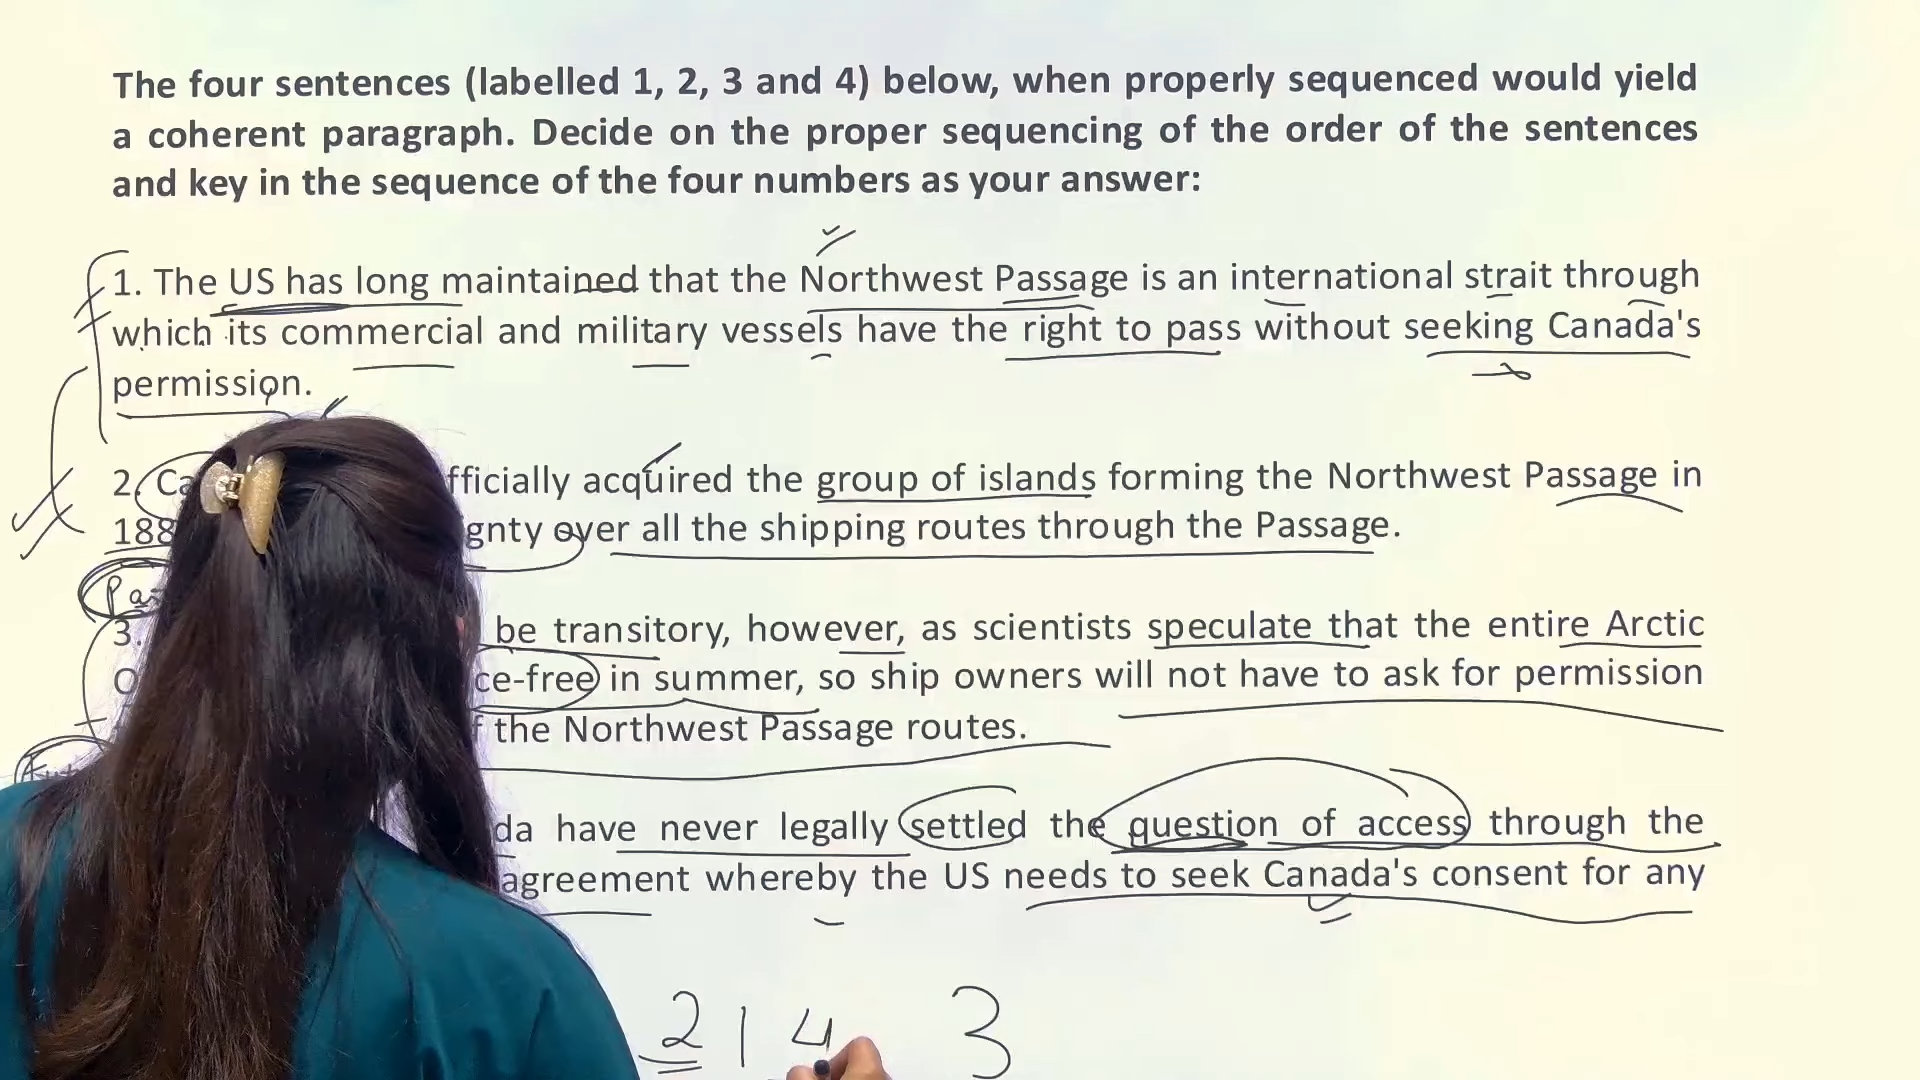 The four sentences (labelled 1, 2, 3 and 4) below, when properly sequenced would yield
a coherent paragraph. Decide on the proper sequencing of the order of the sentences
and key in the sequence of the four numbers as your answer:
1. The US has long maintained that the Northwest Passage is an international strait through
which its commercial and military vessels have the right to pass without seeking Canada's
permission.
2. acquired the group of islands forming the Northwest Passage in
188 over all the shipping routes through the Passage.
3. be transitory, however, as scientists speculate that the entire Arctic
in summer, so ship owners will not have to ask for permission
the Northwest Passage routes.
have never legally settled the question of access through the
agreement whereby the US needs to seek Canada's consent for any
2 1 4 3